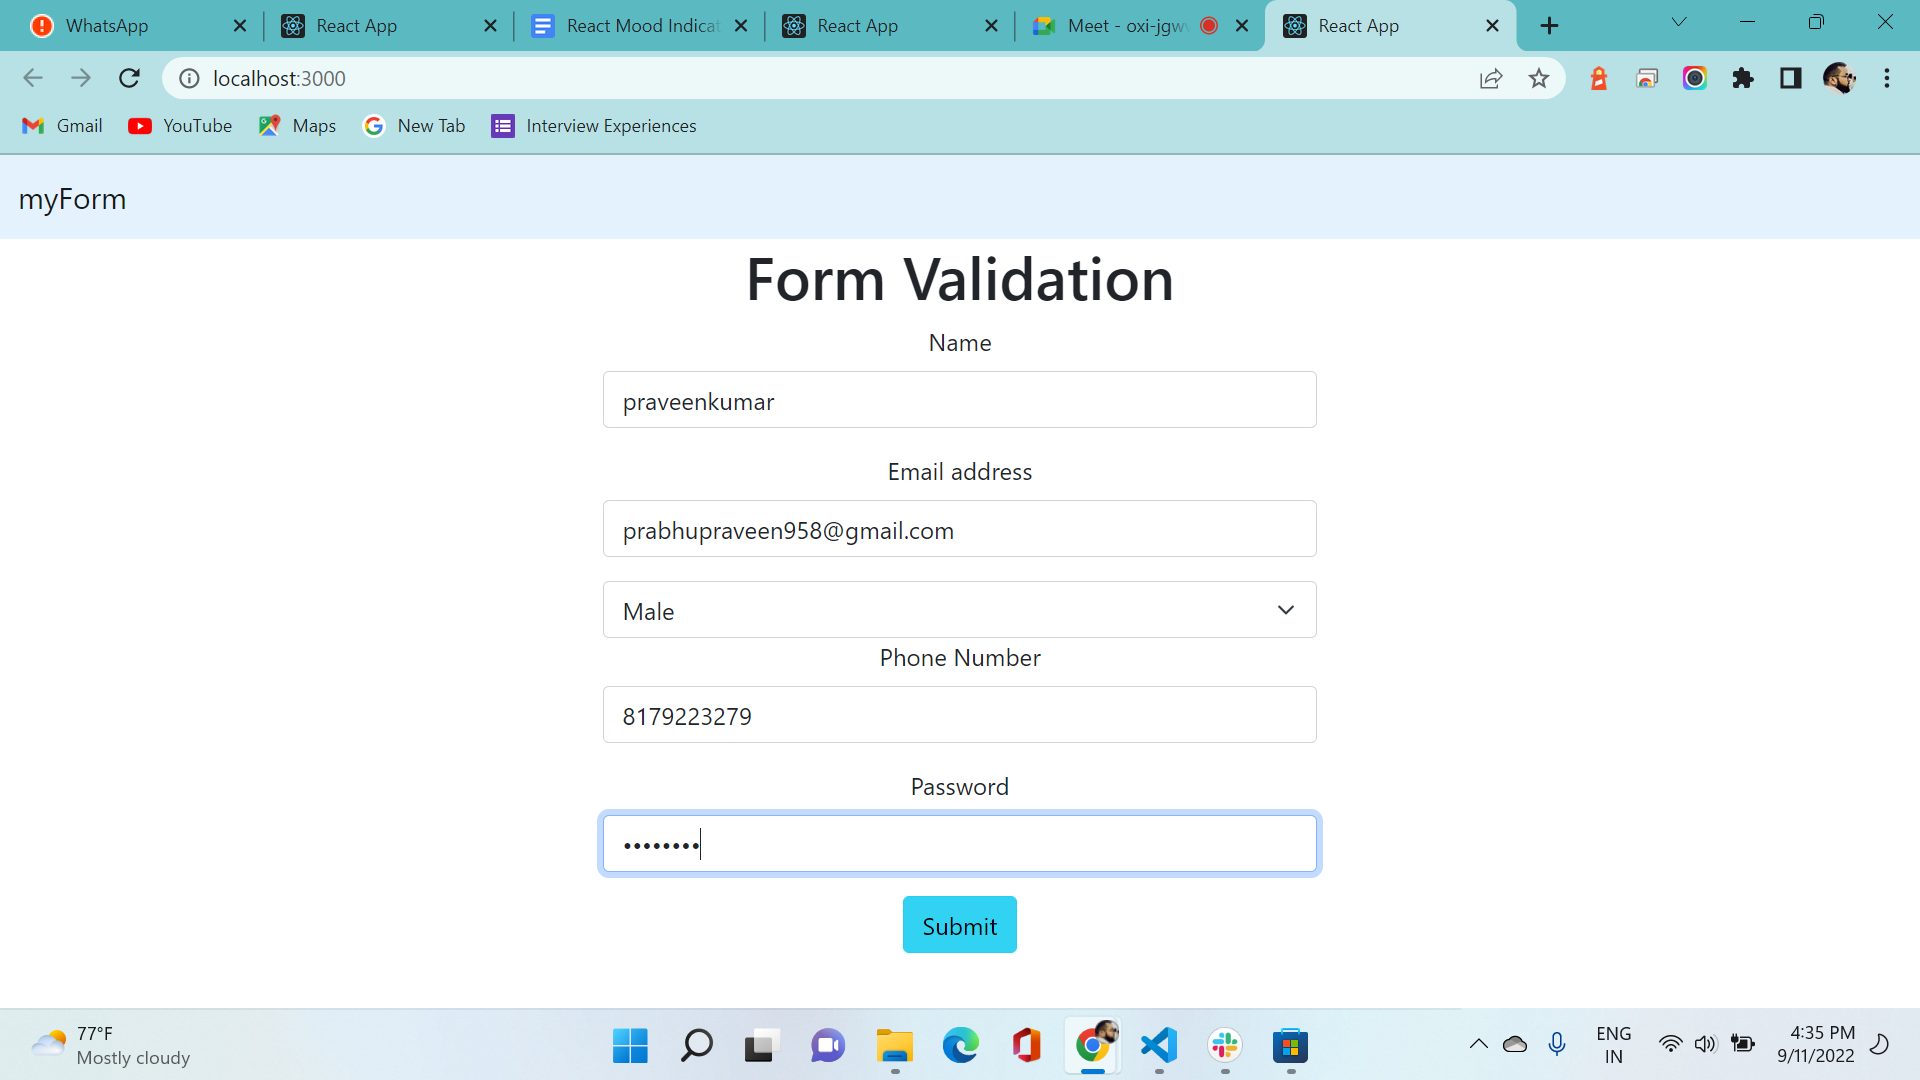 WhatsApp
React App
React Mood Indicat
React App
Meet - oxi-jgw
React App
localhost:3000
Gmail
YouTube
Maps
New Tab
Interview Experiences
myForm
Form Validation
Name
praveenkumar
Email address
prabhupraveen958@gmail.com
Male
Phone Number
8179223279
Password
••••••••
Submit
77°F
Mostly cloudy
ENG
IN
4:35 PM
9/11/2022